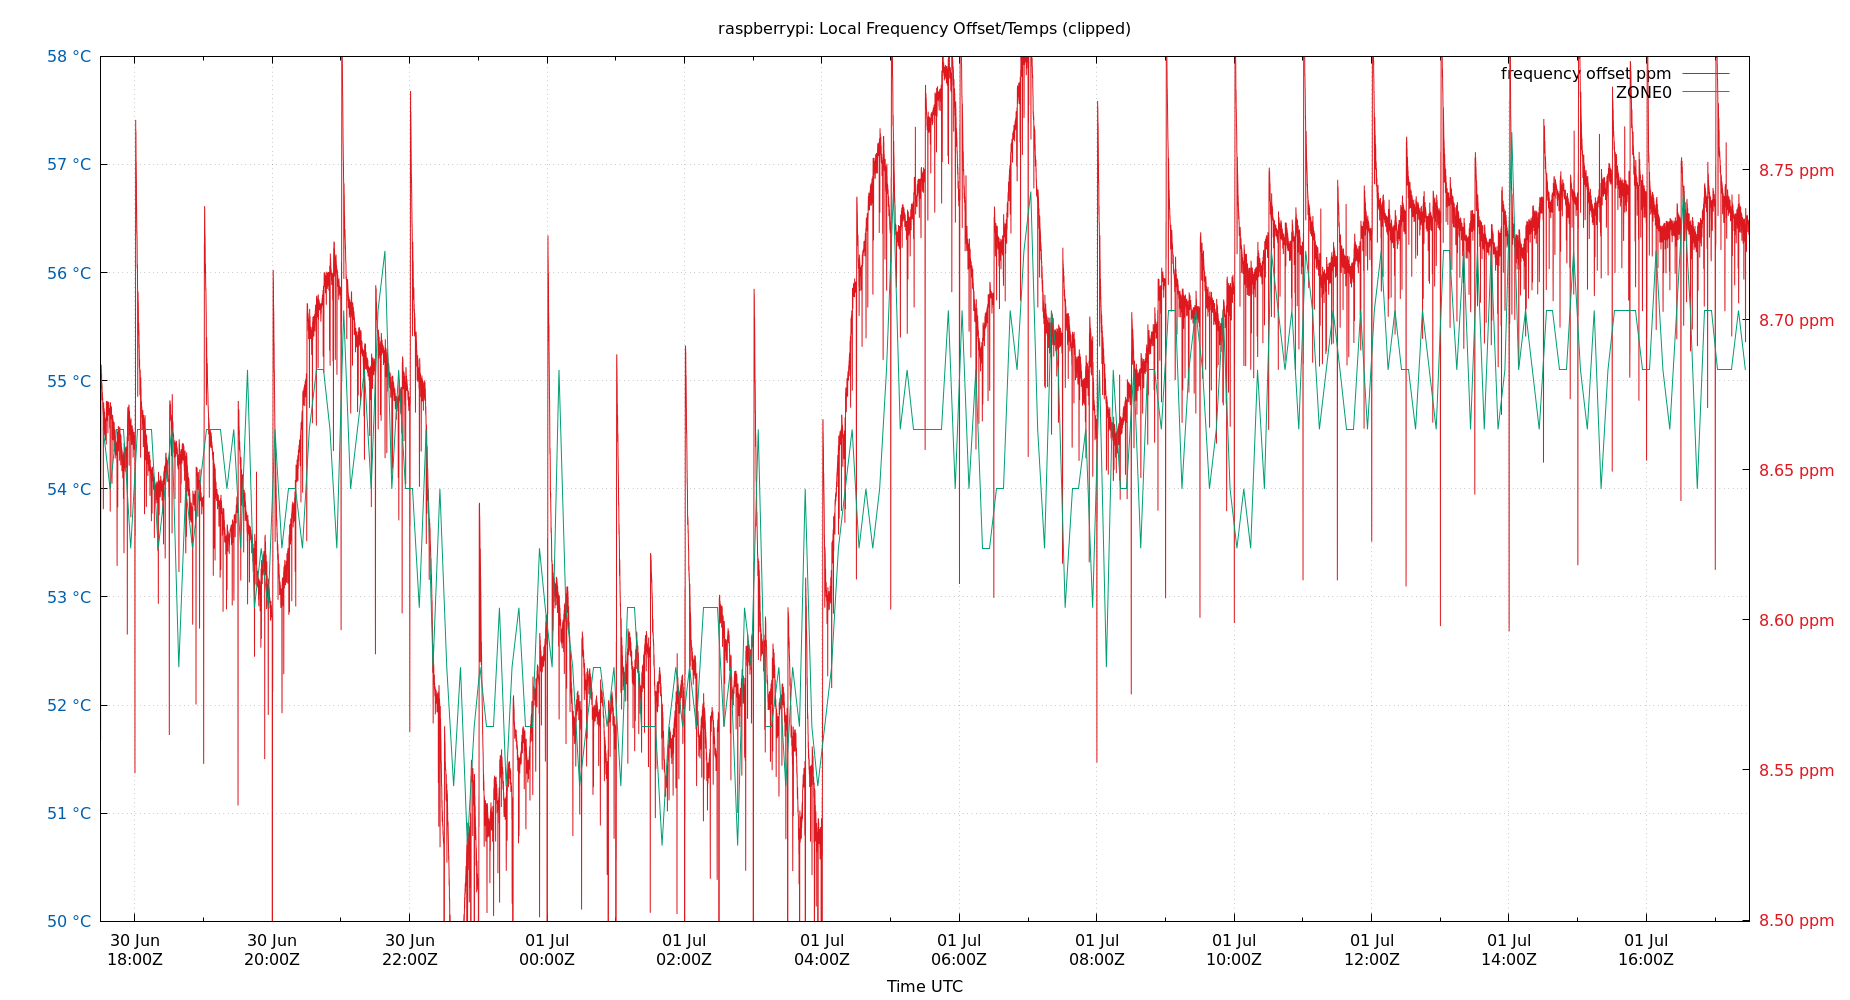 raspberrypi: Local Frequency Offset/Temps (clipped)
58 °C
57 °C
56 °C
55 °C
54 °C
53 °C
52 °C
51 °C
50 °C
frequency offset ppm
ZONE0
8.75 ppm
8.70 ppm
8.65 ppm
8.60 ppm
8.55 ppm
8.50 ppm
30 Jun
18:00Z
30 Jun
20:00Z
30 Jun
22:00Z
01 Jul
00:00Z
01 Jul
02:00Z
01 Jul
04:00Z
01 Jul
06:00Z
01 Jul
08:00Z
01 Jul
10:00Z
01 Jul
12:00Z
01 Jul
14:00Z
01 Jul
16:00Z
Time UTC